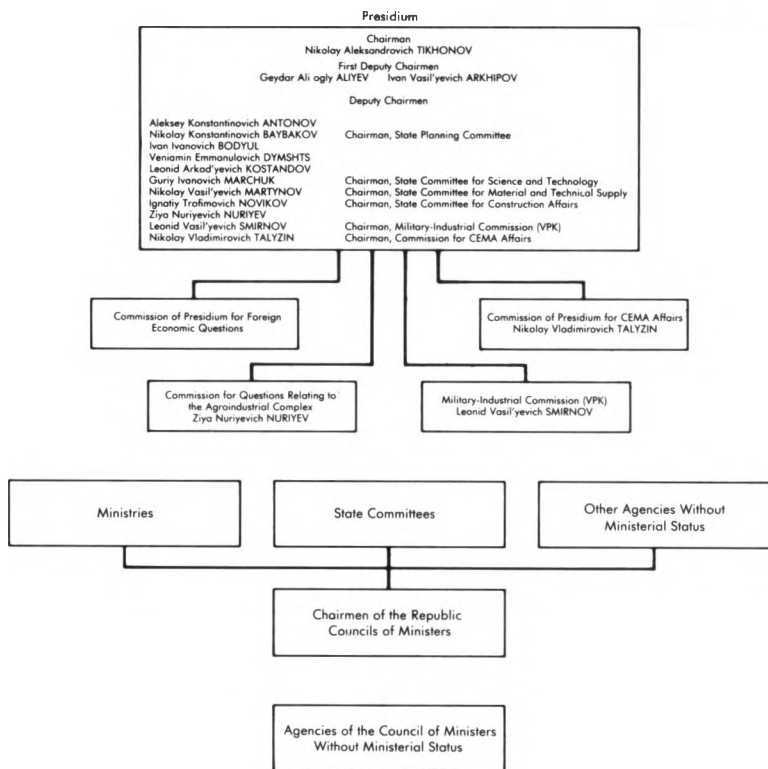 Presidium
Chairman
Nikolay Aleksandrovich TIKHONOV
First Deputy Chairmen
Geydar Ali ogly ALIYEV Ivan Vasil'yevich ARKHIPOV
Deputy Chairmen
Aleksey Konstantinovich ANTONOV
Nikolay Konstantinovich BAYBAKOV Chairman, State Planning Committee
Ivan Ivanovich BODYUL
Veniamin Emmanulovich DYMSHTS
Leonid Arkad'yevich KOSTANDOV
Guriy Ivanovich MARCHUK Chairman, State Committee for Science and Technology
Nikolay Vasil'yevich MARTYNOV Chairman, State Committee for Material and Technical Supply
Ignatiy Trofimovich NOVIKOV Chairman, State Committee for Construction Affairs
Ziya Nuriyevich NURIYEV
Leonid Vasil'yevich SMIRNOV Chairman, Military-Industrial Commission (VPK)
Nikolay Vladimirovich TALYZIN Chairman, Commission for CEMA Affairs
Commission of Presidium for Foreign
Economic Questions
Commission of Presidium for CEMA Affairs
Nikolay Vladimirovich TALYZIN
Commission for Questions Relating to
the Agroindustrial Complex
Ziya Nuriyevich NURIYEV
Military-Industrial Commission (VPK)
Leonid Vasil'yevich SMIRNOV
Ministries
State Committees
Other Agencies Without
Ministerial Status
Chairmen of the Republic
Councils of Ministers
Agencies of the Council of Ministers
Without Ministerial Status